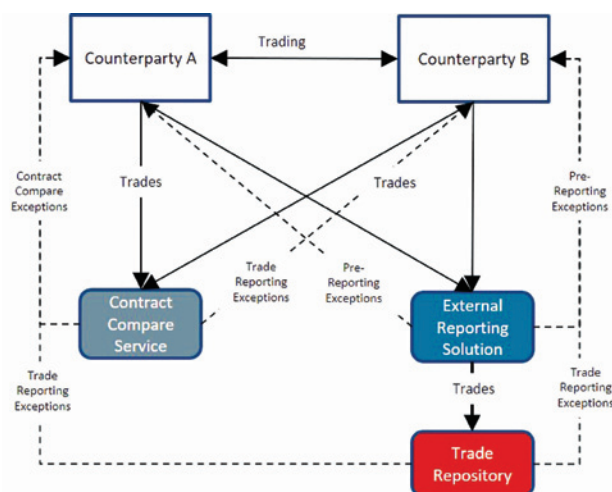 Trading
Counterparty A
Counterparty B
Contract
Compare
Exceptions
Trades
Trades
Pre-
Reporting
Exceptions
Trade
Reporting
Exceptions
Pre-
Reporting
Exceptions
Contract
Compare
Service
External
Reporting
Solution
Trade
Reporting
Exceptions
Trades
Trade
Reporting
Exceptions
Trade
Repository